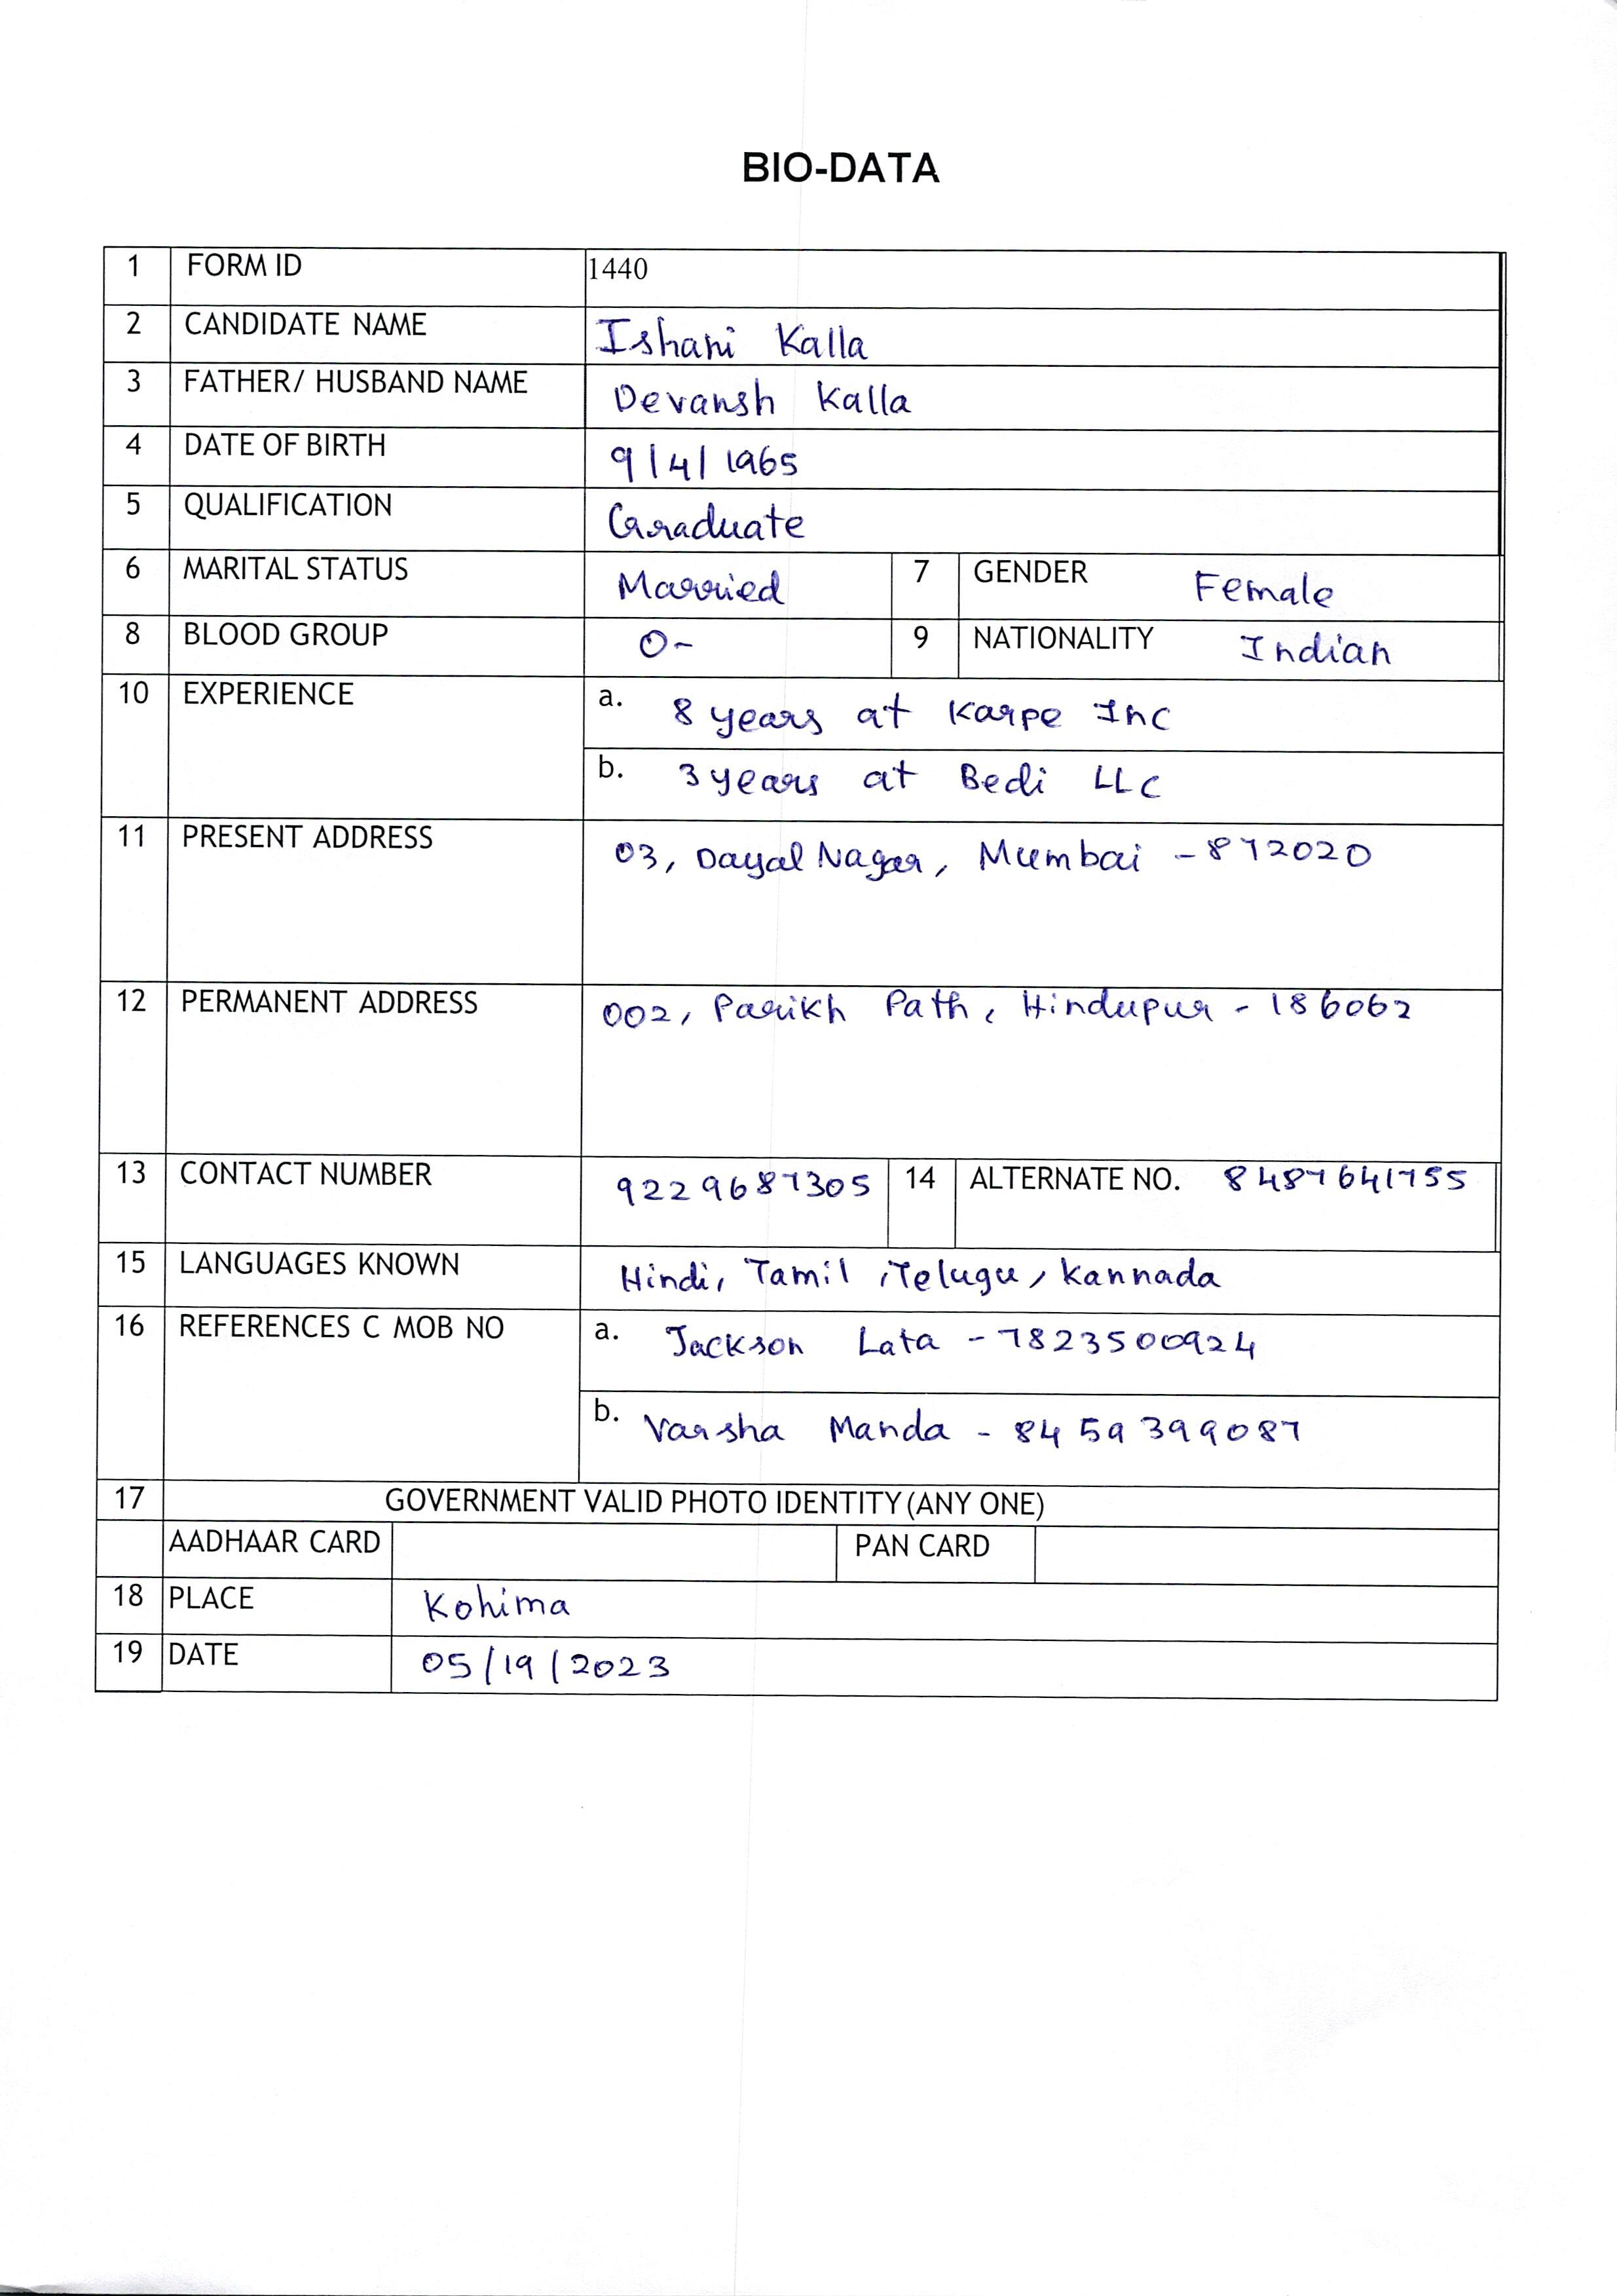 BIO-DATA
1 FORM ID 1440
2 CANDIDATE NAME Ishani Kalla
3 FATHER/ HUSBAND NAME Devansh Kalla
4 DATE OF BIRTH 9/4/1965
5 QUALIFICATION Graduate
6 MARITAL STATUS Married 7 GENDER Female
8 BLOOD GROUP O- 9 NATIONALITY Indian
10 EXPERIENCE a. 8 years at Karpe Inc
b. 3 years at Bedi LLC
11 PRESENT ADDRESS 03, Dayal Nagar, Mumbai - 872020
12 PERMANENT ADDRESS 002, Parikh Path, Hindupur - 186062
13 CONTACT NUMBER 9229687305 14 ALTERNATE NO. 8487641755
15 LANGUAGES KNOWN Hindi, Tamil, Telugu, Kannada
16 REFERENCES C MOB NO a. Jackson Lata - 7823500924
b. Varsha Manda - 8459399087
17 GOVERNMENT VALID PHOTO IDENTITY (ANY ONE)
AADHAAR CARD PAN CARD
18 PLACE Kohima
19 DATE 05/19/2023